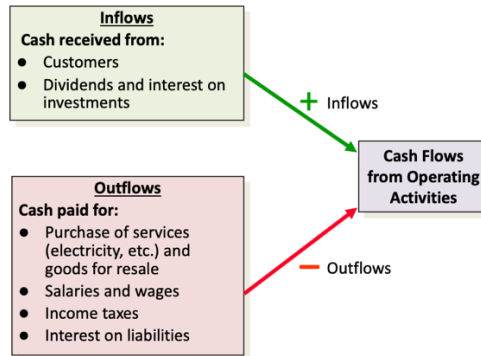 Inflows
Cash received from:
● Customers
● Dividends and interest on
investments
+ Inflows
Cash Flows
from Operating
Activities
Outflows
Cash paid for:
● Purchase of services
(electricity, etc.) and
goods for resale
● Salaries and wages
● Income taxes
● Interest on liabilities
− Outflows